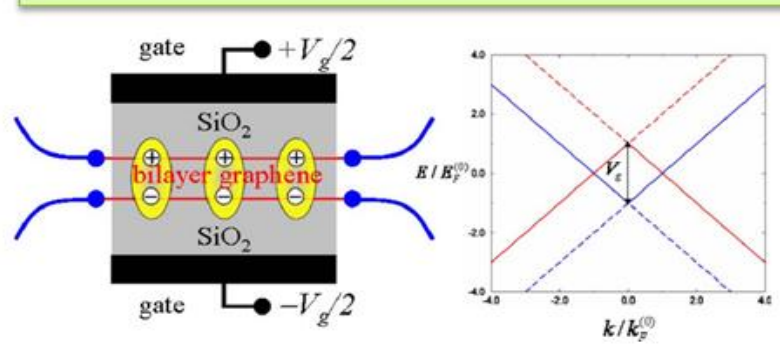 gate
+V_g/2
SiO₂
+ + +
bilayer graphene
− − −
SiO₂
gate
−V_g/2
4.0
2.0
E / E_F^(0)
0.0
V_g
-2.0
-4.0
-4.0 -2.0 0.0 2.0 4.0
k / k_F^(0)